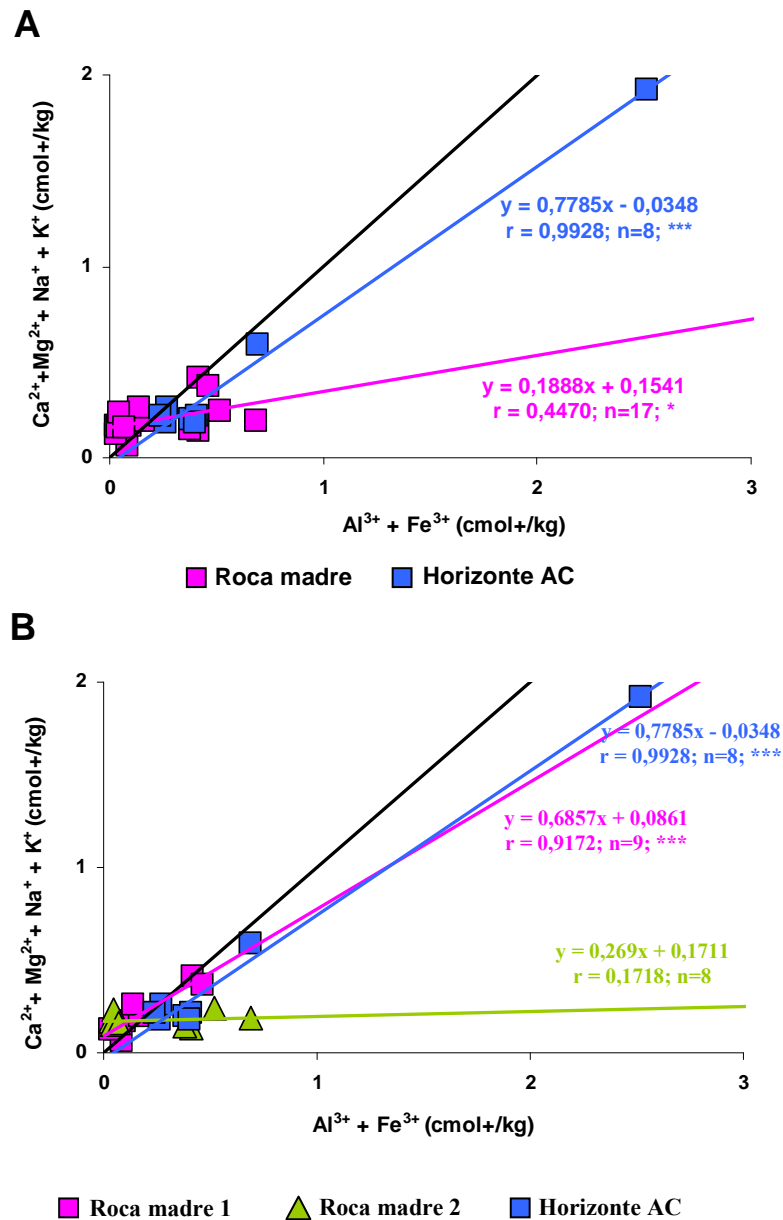 A
Ca²⁺+Mg²⁺+ Na⁺ + K⁺ (cmol+/kg)
2
1
0
y = 0,7785x - 0,0348
r = 0,9928; n=8; ***
y = 0,1888x + 0,1541
r = 0,4470; n=17; *
0 1 2 3
Al³⁺ + Fe³⁺ (cmol+/kg)
Roca madre Horizonte AC
B
Ca²⁺+ Mg²⁺ + Na⁺ + K⁺ (cmol+/kg)
2
1
0
y = 0,7785x - 0,0348
r = 0,9928; n=8; ***
y = 0,6857x + 0,0861
r = 0,9172; n=9; ***
y = 0,269x + 0,1711
r = 0,1718; n=8
0 1 2 3
Al³⁺ + Fe³⁺ (cmol+/kg)
Roca madre 1 Roca madre 2 Horizonte AC